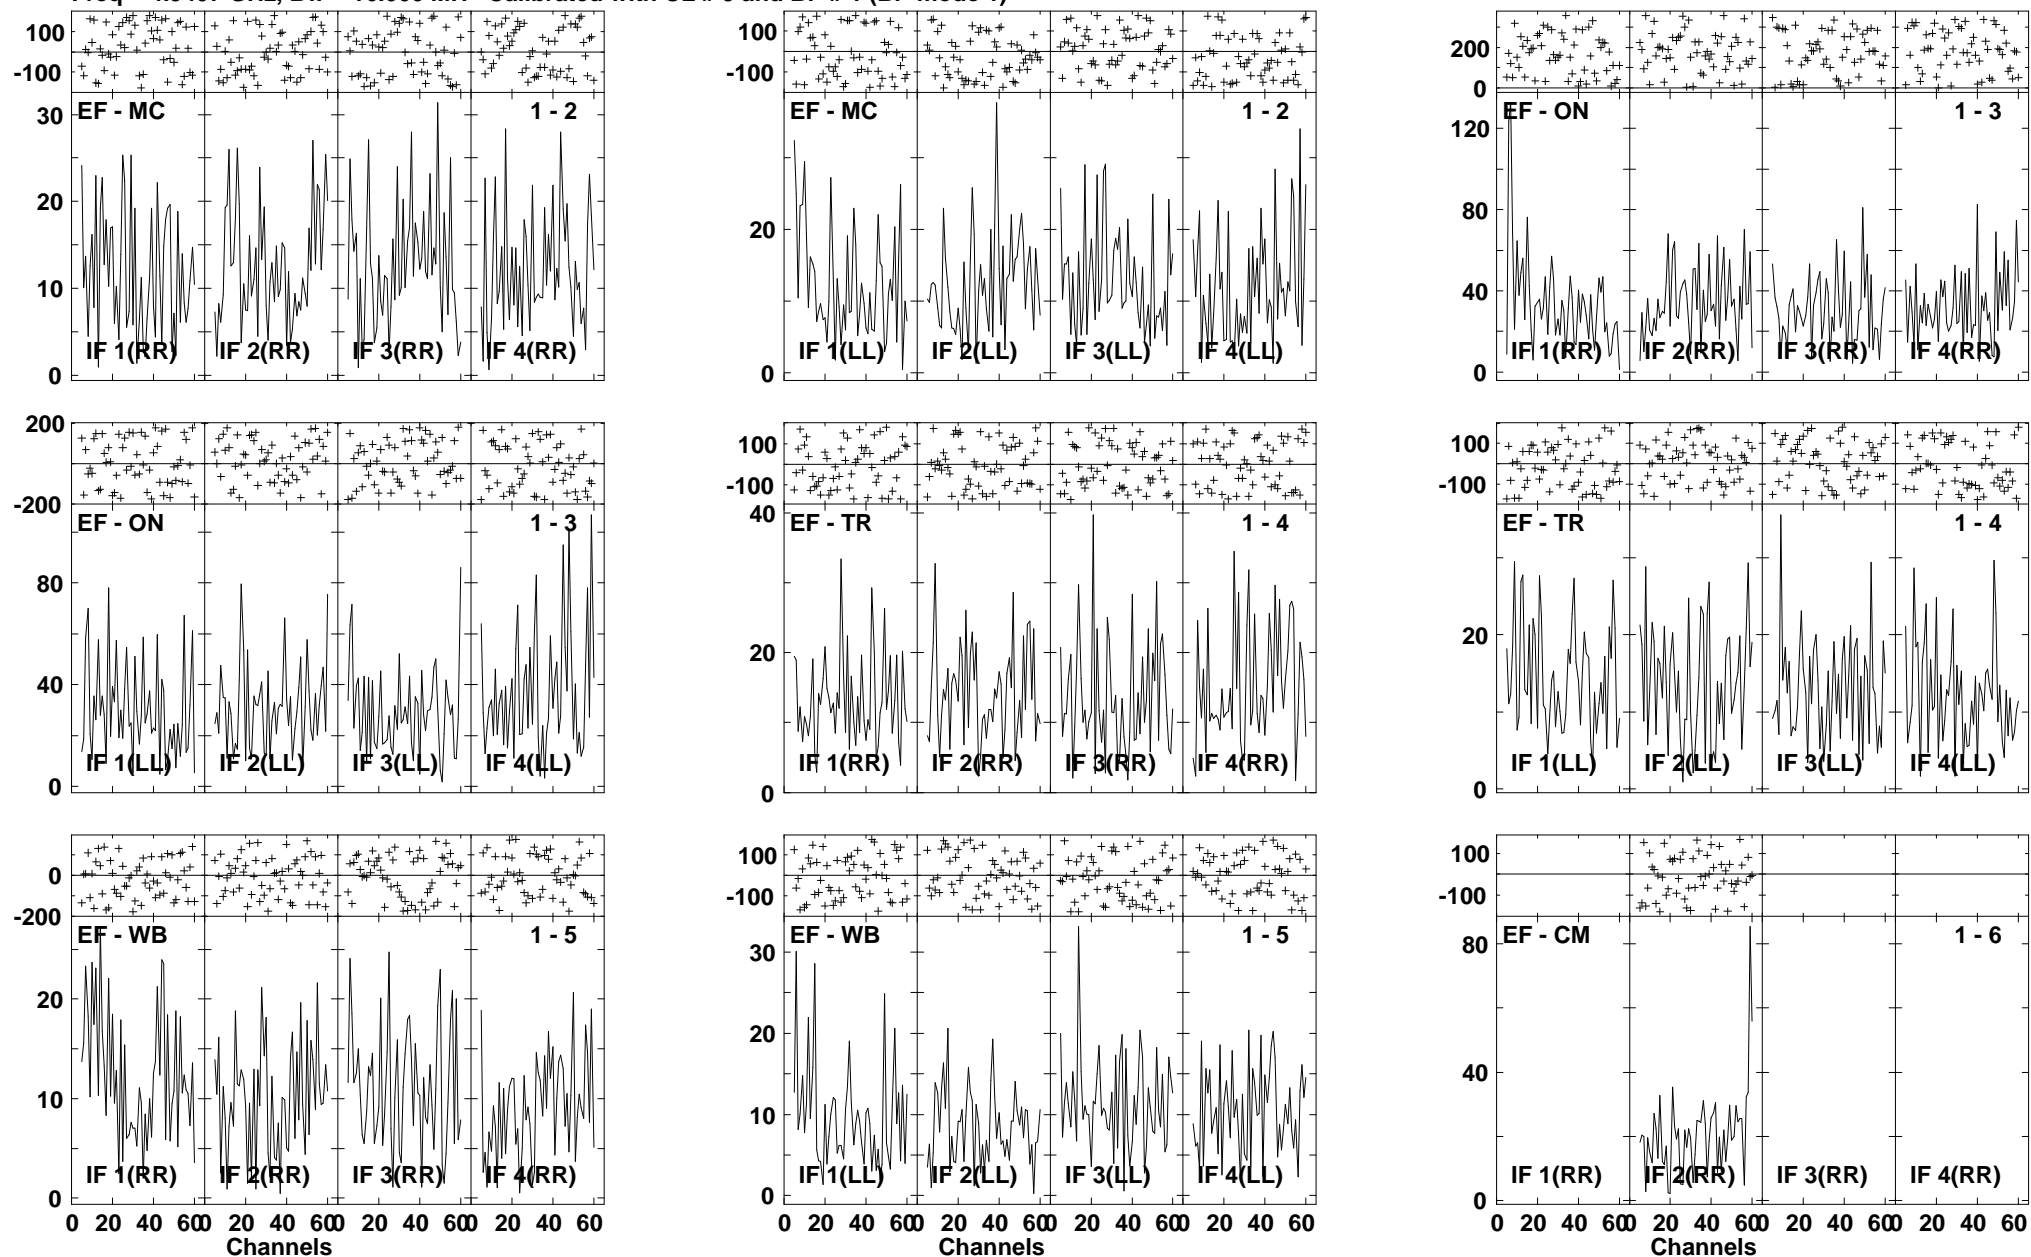 100
-100
30
20
10
0
EF - MC
1 - 2
IF 1(RR)
IF 2(RR)
IF 3(RR)
IF 4(RR)
100
-100
20
0
EF - MC
1 - 2
IF 1(LL)
IF 2(LL)
IF 3(LL)
IF 4(LL)
200
0
120
80
40
0
EF - ON
1 - 3
IF 1(RR)
IF 2(RR)
IF 3(RR)
IF 4(RR)
200
0
-200
80
40
0
EF - ON
1 - 3
IF 1(LL)
IF 2(LL)
IF 3(LL)
IF 4(LL)
100
-100
40
20
0
EF - TR
1 - 4
IF 1(RR)
IF 2(RR)
IF 3(RR)
IF 4(RR)
100
-100
20
0
EF - TR
1 - 4
IF 1(LL)
IF 2(LL)
IF 3(LL)
IF 4(LL)
0
-200
20
10
0
EF - WB
1 - 5
IF 1(RR)
IF 2(RR)
IF 3(RR)
IF 4(RR)
0 20 40 60 0 20 40 60 0 20 40 60 0 20 40 60
Channels
100
-100
30
20
10
0
EF - WB
1 - 5
IF 1(LL)
IF 2(LL)
IF 3(LL)
IF 4(LL)
0 20 40 60 0 20 40 60 0 20 40 60 0 20 40 60
Channels
100
-100
80
40
0
EF - CM
1 - 6
IF 1(RR)
IF 2(RR)
IF 3(RR)
IF 4(RR)
0 20 40 60 0 20 40 60 0 20 40 60 0 20 40 60
Channels